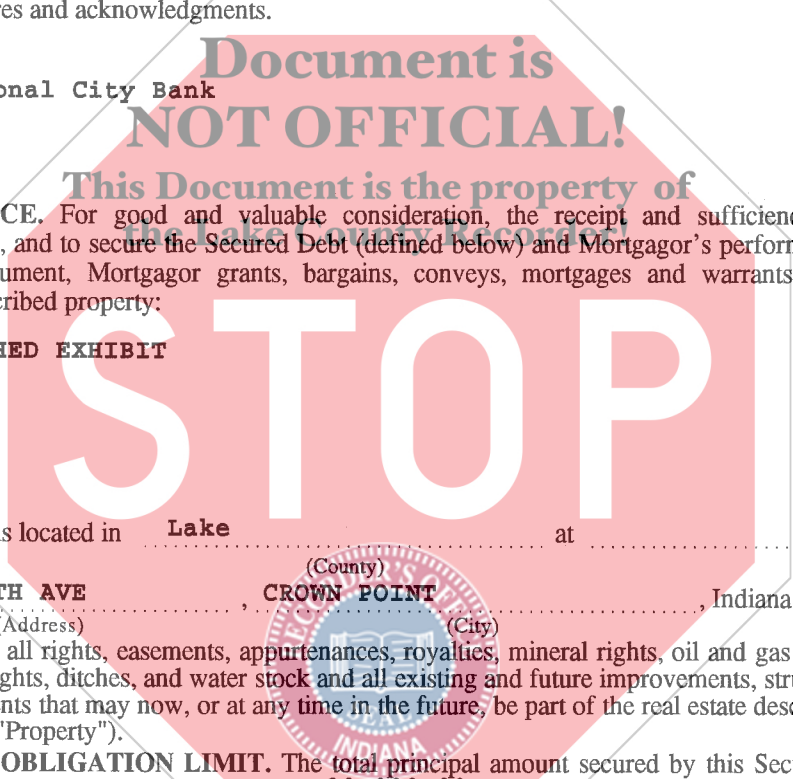 res and acknowledgments.
Document is
onal City Bank
NOT OFFICIAL!
This Document is the property of
the Lake County Recorder!
CE. For good and valuable consideration, the receipt and sufficienc
, and to secure the Secured Debt (defined below) and Mortgagor's perform
ument, Mortgagor grants, bargains, conveys, mortgages and warrants
cribed property:
HED EXHIBIT
STOP
s located in Lake at
(County)
TH AVE , CROWN POINT , Indiana
(Address) (City)
all rights, easements, appurtenances, royalties, mineral rights, oil and gas
ghts, ditches, and water stock and all existing and future improvements, stru
nts that may now, or at any time in the future, be part of the real estate desc
"Property").
RECORDER'S OFFICE
SEAL
INDIANA
OBLIGATION LIMIT. The total principal amount secured by this Sec